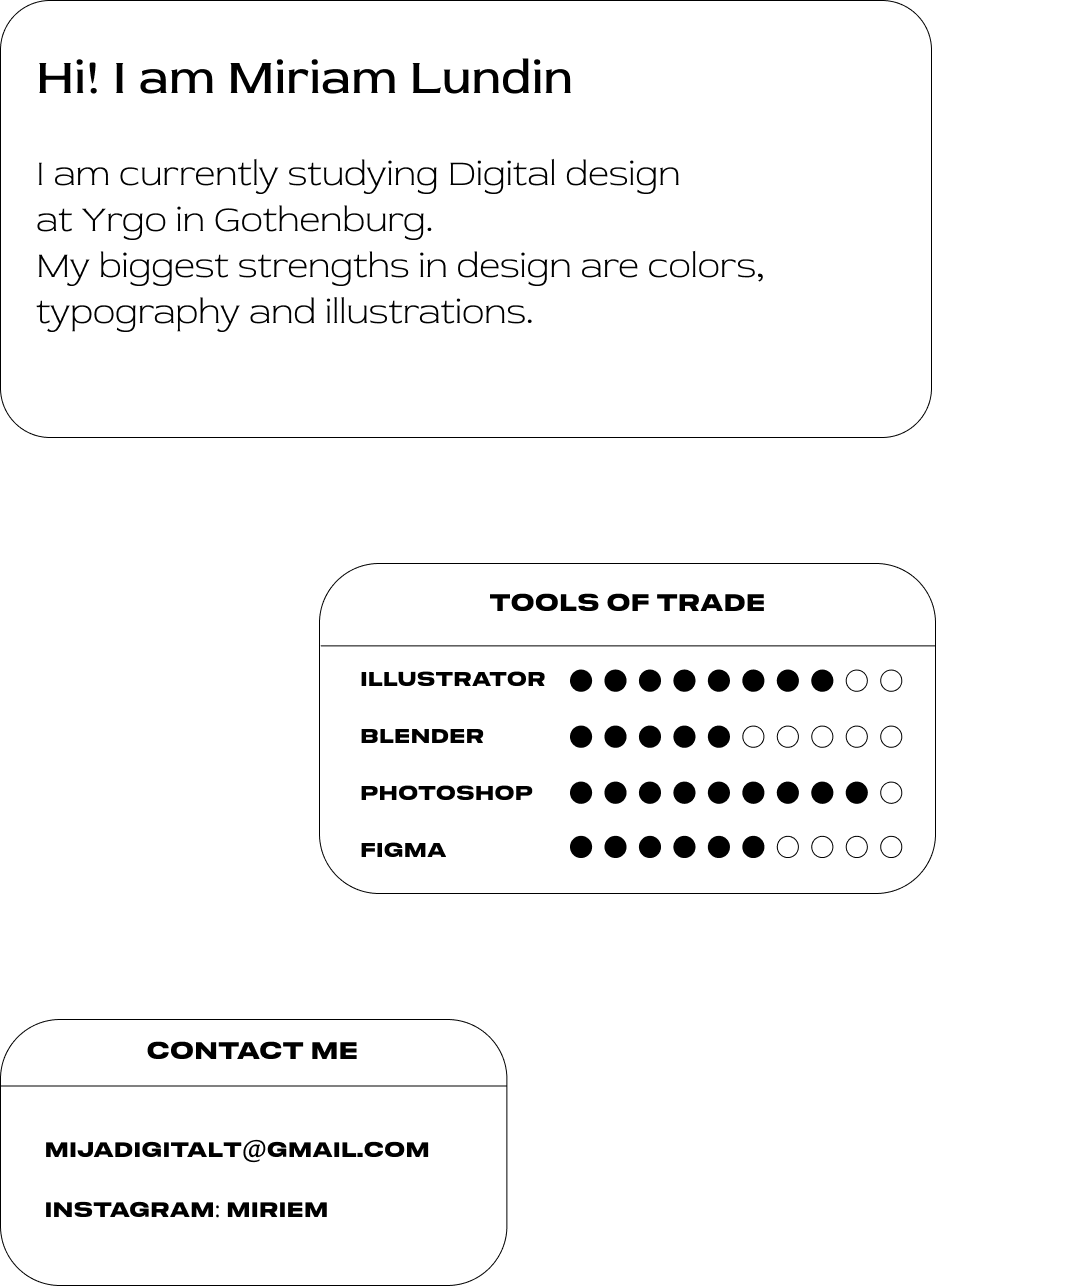 Hi! I am Miriam Lundin
I am currently studying Digital design
at Yrgo in Gothenburg.
My biggest strengths in design are colors,
typography and illustrations.
TOOLS OF TRADE
ILLUSTRATOR
BLENDER
PHOTOSHOP
FIGMA
CONTACT ME
MIJADIGITALT@GMAIL.COM
INSTAGRAM: MIRIEM